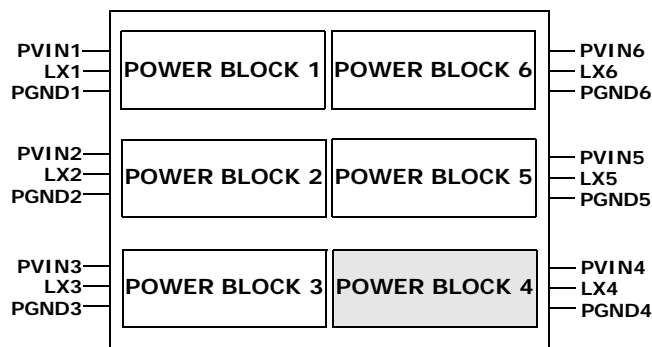 PVIN1
LX1
PGND1
POWER BLOCK 1
POWER BLOCK 6
PVIN6
LX6
PGND6
PVIN2
LX2
PGND2
POWER BLOCK 2
POWER BLOCK 5
PVIN5
LX5
PGND5
PVIN3
LX3
PGND3
POWER BLOCK 3
POWER BLOCK 4
PVIN4
LX4
PGND4